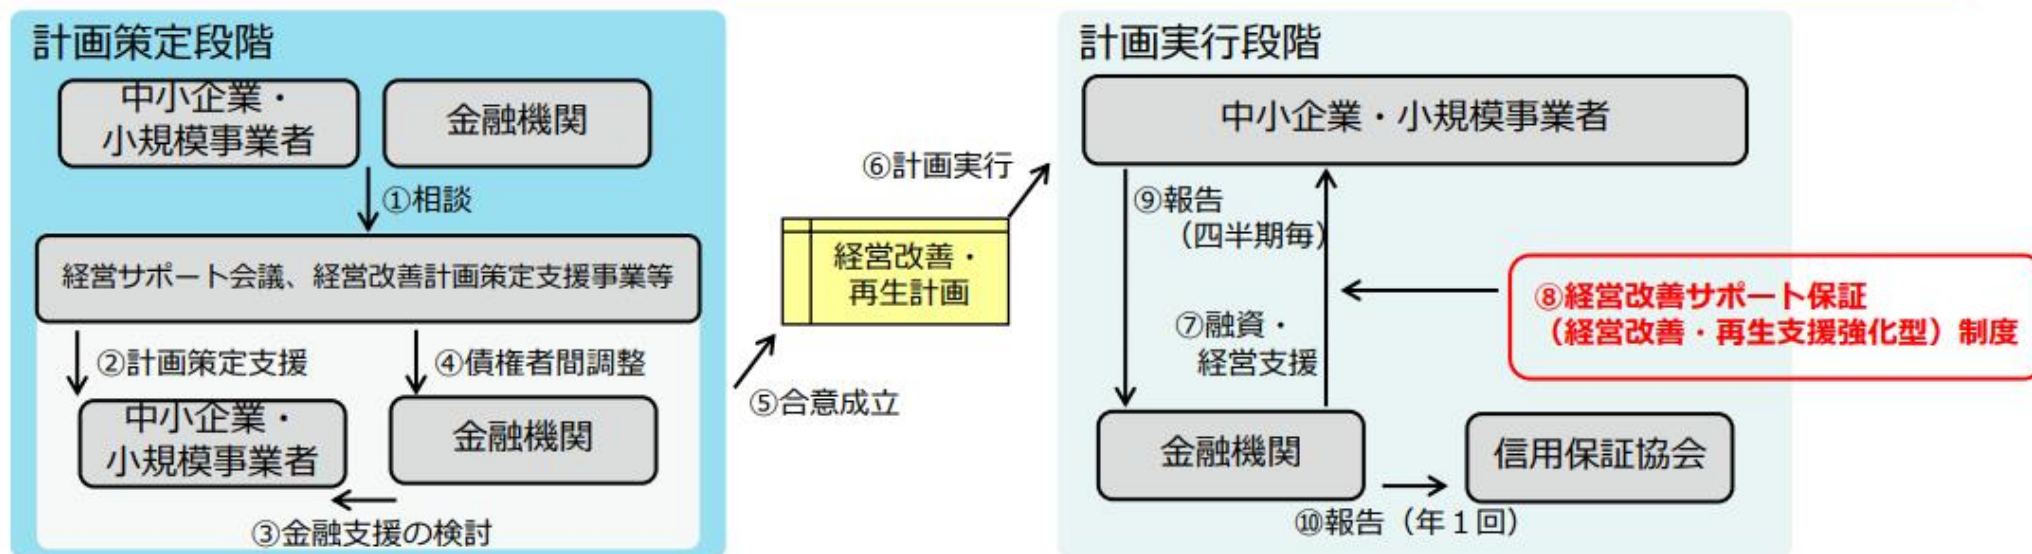 計画策定段階
中小企業・
小規模事業者
金融機関
①相談
経営サポート会議、経営改善計画策定支援事業等
②計画策定支援
④債権者間調整
中小企業・
小規模事業者
金融機関
③金融支援の検討
⑤合意成立
経営改善・
再生計画
⑥計画実行
計画実行段階
中小企業・小規模事業者
⑨報告
（四半期毎）
⑦融資・
経営支援
⑧経営改善サポート保証
（経営改善・再生支援強化型）制度
金融機関
信用保証協会
⑩報告（年１回）